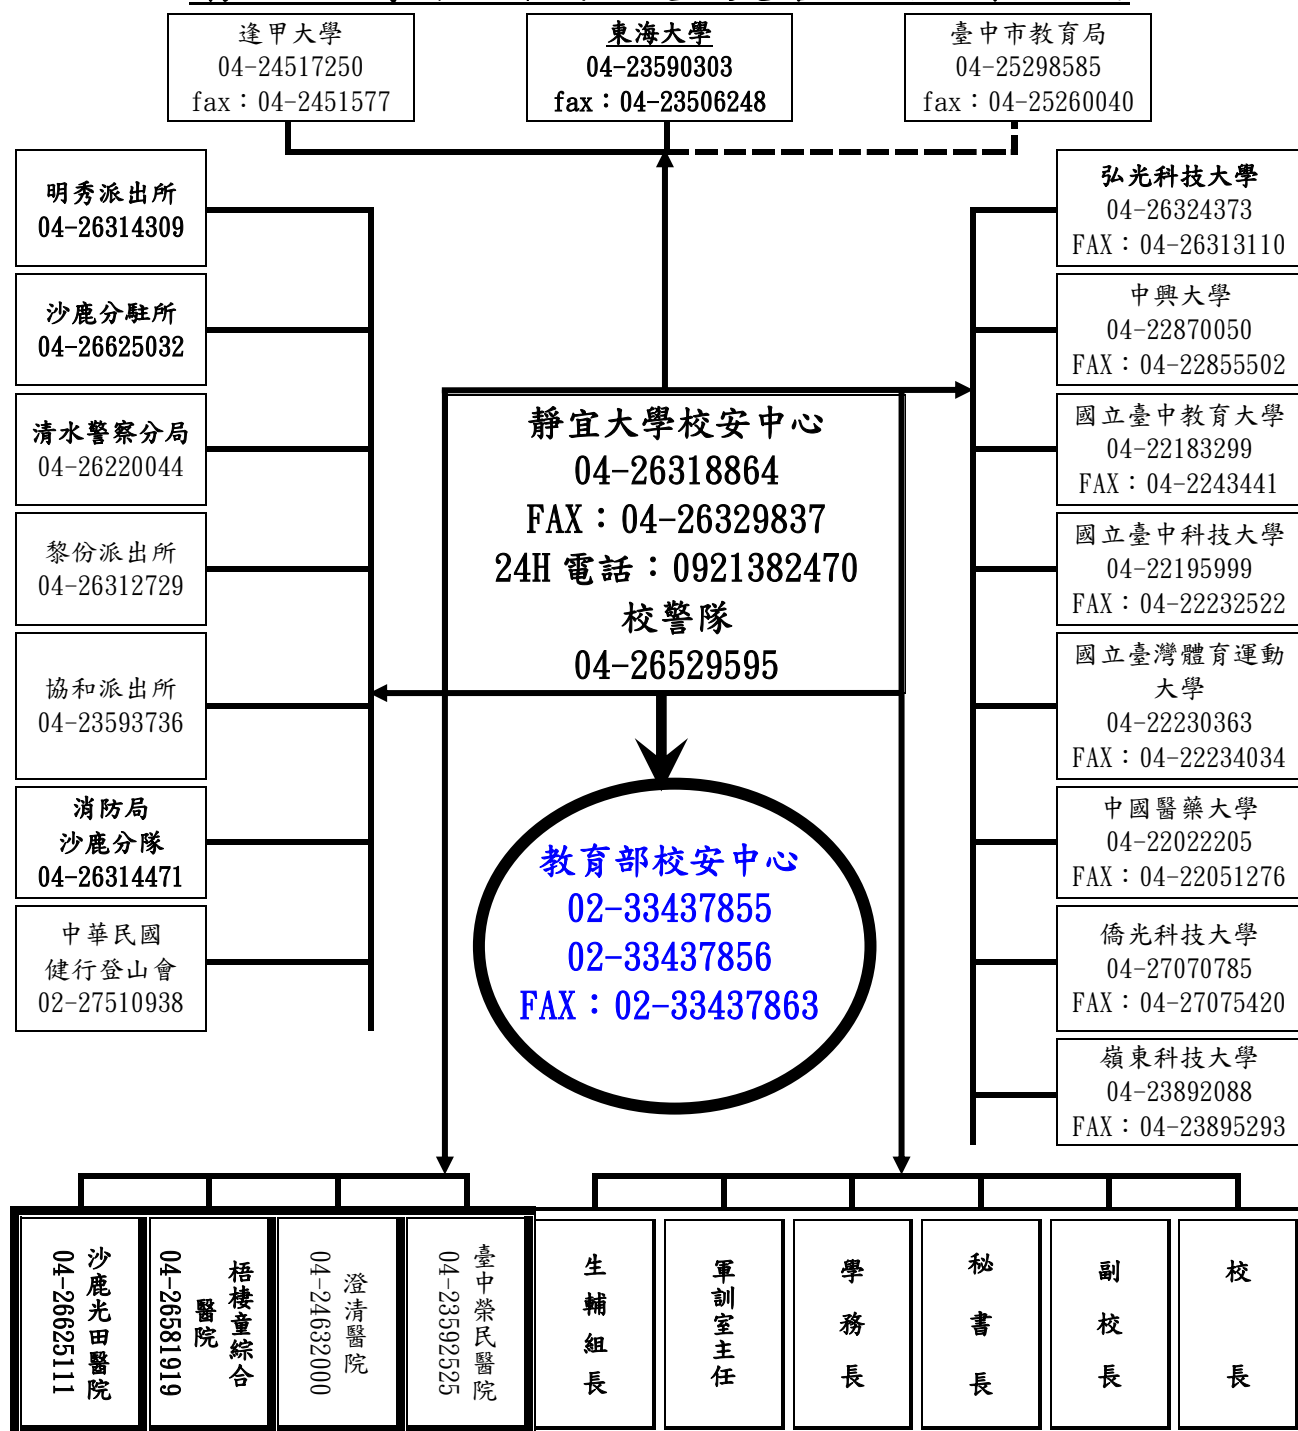 逢甲大學
04-24517250
fax：04-2451577
東海大學
04-23590303
fax：04-23506248
臺中市教育局
04-25298585
fax：04-25260040
明秀派出所
04-26314309
沙鹿分駐所
04-26625032
清水警察分局
04-26220044
黎份派出所
04-26312729
協和派出所
04-23593736
消防局
沙鹿分隊
04-26314471
中華民國
健行登山會
02-27510938
靜宜大學校安中心
04-26318864
FAX：04-26329837
24H 電話：0921382470
校警隊
04-26529595
教育部校安中心
02-33437855
02-33437856
FAX：02-33437863
弘光科技大學
04-26324373
FAX：04-26313110
中興大學
04-22870050
FAX：04-22855502
國立臺中教育大學
04-22183299
FAX：04-2243441
國立臺中科技大學
04-22195999
FAX：04-22232522
國立臺灣體育運動
大學
04-22230363
FAX：04-22234034
中國醫藥大學
04-22022205
FAX：04-22051276
僑光科技大學
04-27070785
FAX：04-27075420
嶺東科技大學
04-23892088
FAX：04-23895293
沙鹿光田醫院
04-26625111
梧棲童綜合
醫院
04-26581919
澄清醫院
04-24632000
臺中榮民醫院
04-23592525
生輔組長
軍訓室主任
學務長
秘書長
副校長
校長